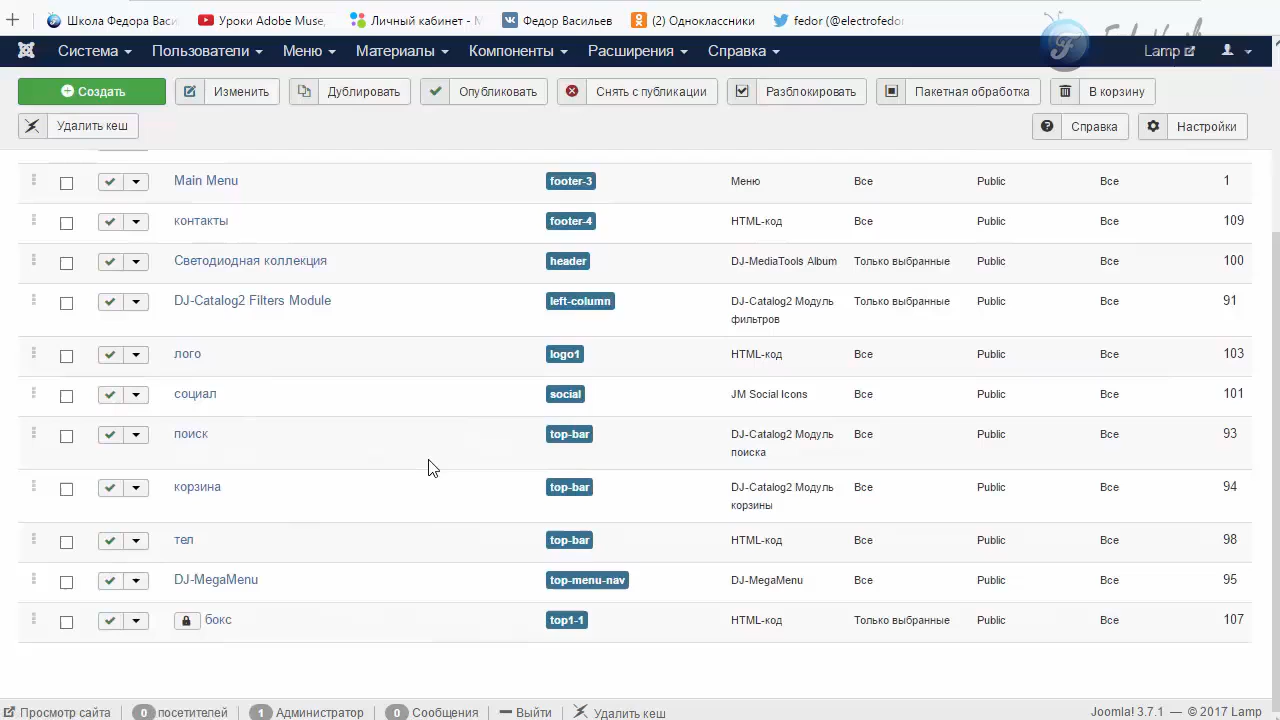 Школа Федора Васи
Уроки Adobe Muse,
Личный кабинет - М
Федор Васильев
(2) Одноклассники
fedor (@electrofedor
Система Пользователи Меню Материалы Компоненты Расширения Справка Lamp
Создать Изменить Дублировать Опубликовать Снять с публикации Разблокировать Пакетная обработка В корзину
Удалить кеш Справка Настройки
Main Menu footer-3 Меню Все Public Все 1
контакты footer-4 HTML-код Все Public Все 109
Светодиодная коллекция header DJ-MediaTools Album Только выбранные Public Все 100
DJ-Catalog2 Filters Module left-column DJ-Catalog2 Модуль фильтров Только выбранные Public Все 91
лого logo1 HTML-код Все Public Все 103
социал social JM Social Icons Все Public Все 101
поиск top-bar DJ-Catalog2 Модуль поиска Все Public Все 93
корзина top-bar DJ-Catalog2 Модуль корзины Все Public Все 94
тел top-bar HTML-код Все Public Все 98
DJ-MegaMenu top-menu-nav DJ-MegaMenu Все Public Все 95
бокс top1-1 HTML-код Только выбранные Public Все 107
Просмотр сайта 0 посетителей 1 Администратор 0 Сообщения Выйти Удалить кеш Joomla! 3.7.1 — © 2017 Lamp